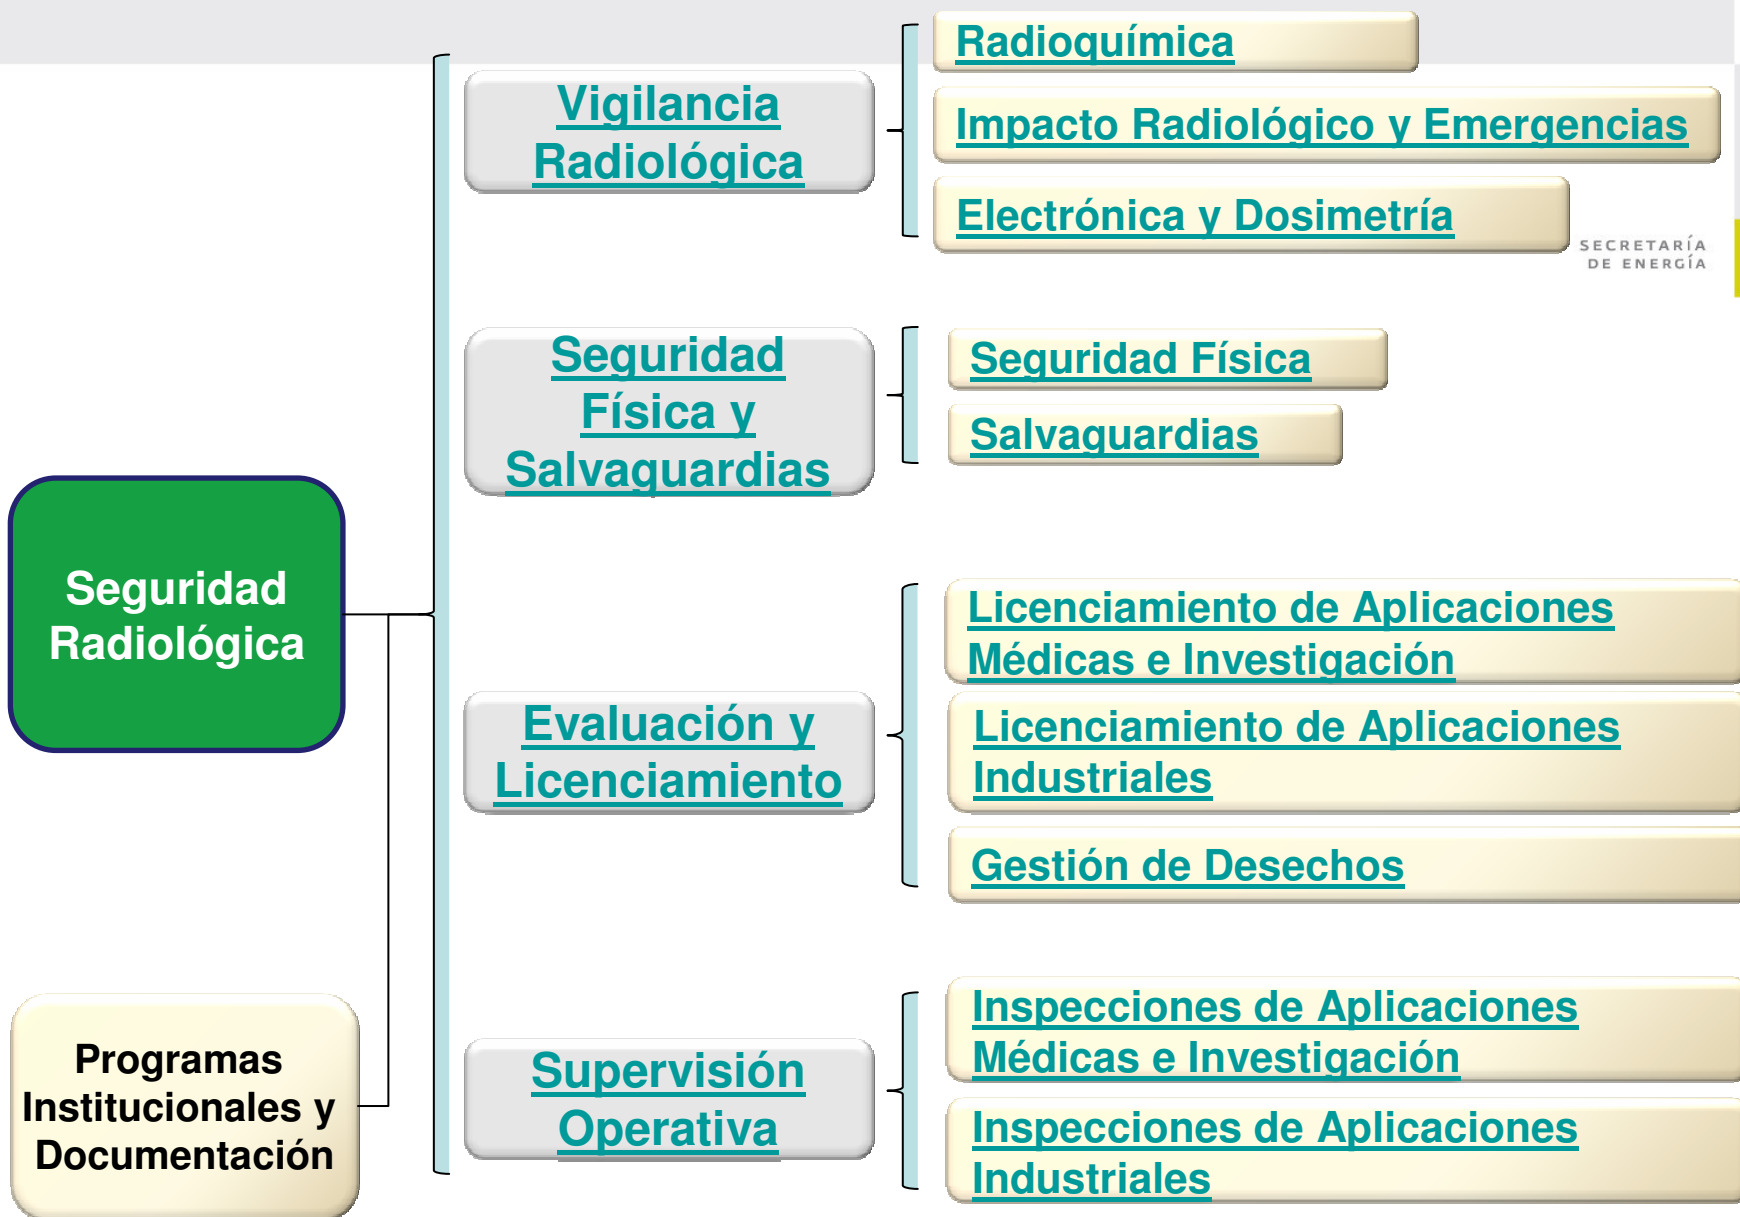 Seguridad
Radiológica
Programas
Institucionales y
Documentación
Vigilancia
Radiológica
Radioquímica
Impacto Radiológico y Emergencias
Electrónica y Dosimetría
SECRETARÍA
DE ENERGÍA
Seguridad
Física y
Salvaguardias
Seguridad Física
Salvaguardias
Evaluación y
Licenciamiento
Licenciamiento de Aplicaciones
Médicas e Investigación
Licenciamiento de Aplicaciones
Industriales
Gestión de Desechos
Supervisión
Operativa
Inspecciones de Aplicaciones
Médicas e Investigación
Inspecciones de Aplicaciones
Industriales